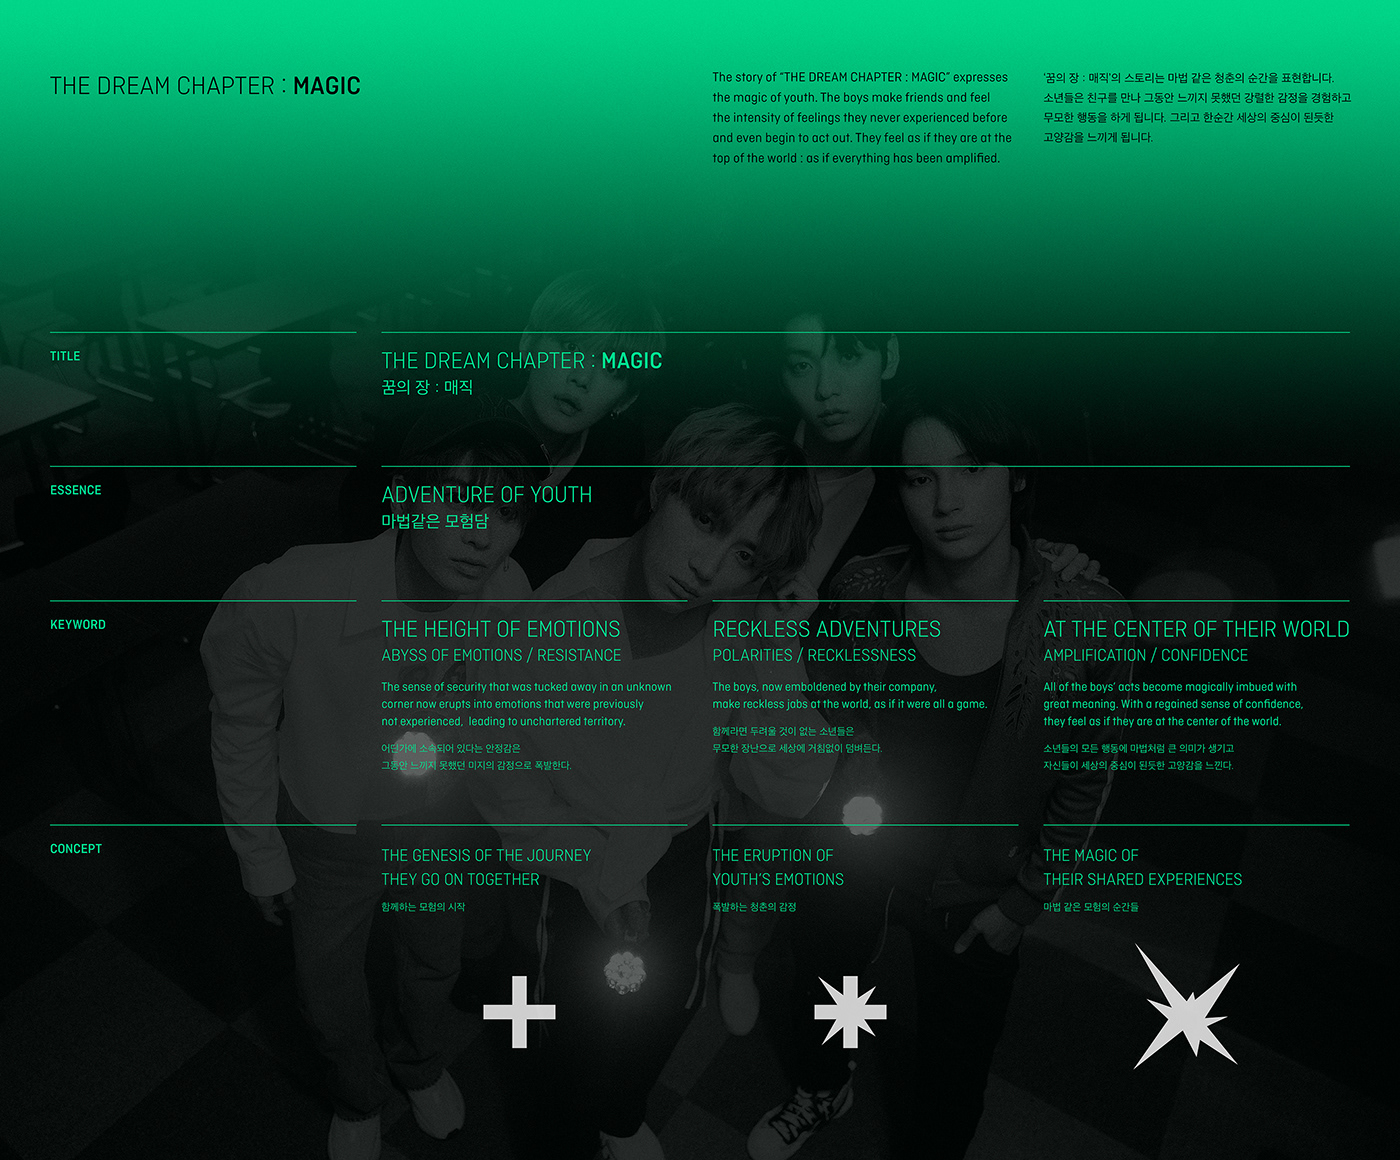 THE DREAM CHAPTER : MAGIC
The story of “THE DREAM CHAPTER : MAGIC” expresses
the magic of youth. The boys make friends and feel
the intensity of feelings they never experienced before
and even begin to act out. They feel as if they are at the
top of the world : as if everything has been amplified.
'꿈의 장 : 매직'의 스토리는 마법 같은 청춘의 순간을 표현합니다.
소년들은 친구를 만나 그동안 느끼지 못했던 강렬한 감정을 경험하고
무모한 행동을 하게 됩니다. 그리고 한순간 세상의 중심이 된듯한
고양감을 느끼게 됩니다.
TITLE
THE DREAM CHAPTER : MAGIC
꿈의 장 : 매직
ESSENCE
ADVENTURE OF YOUTH
마법같은 모험담
KEYWORD
THE HEIGHT OF EMOTIONS
ABYSS OF EMOTIONS / RESISTANCE
The sense of security that was tucked away in an unknown
corner now erupts into emotions that were previously
not experienced, leading to unchartered territory.
어딘가에 소속되어 있다는 안정감은
그동안 느끼지 못했던 미지의 감정으로 폭발한다.
RECKLESS ADVENTURES
POLARITIES / RECKLESSNESS
The boys, now emboldened by their company,
make reckless jabs at the world, as if it were all a game.
함께라면 두려울 것이 없는 소년들은
무모한 장난으로 세상에 거침없이 덤벼든다.
AT THE CENTER OF THEIR WORLD
AMPLIFICATION / CONFIDENCE
All of the boys’ acts become magically imbued with
great meaning. With a regained sense of confidence,
they feel as if they are at the center of the world.
소년들의 모든 행동에 마법처럼 큰 의미가 생기고
자신들이 세상의 중심이 된듯한 고양감을 느낀다.
CONCEPT
THE GENESIS OF THE JOURNEY
THEY GO ON TOGETHER
함께하는 모험의 시작
THE ERUPTION OF
YOUTH’S EMOTIONS
폭발하는 청춘의 감정
THE MAGIC OF
THEIR SHARED EXPERIENCES
마법 같은 모험의 순간들